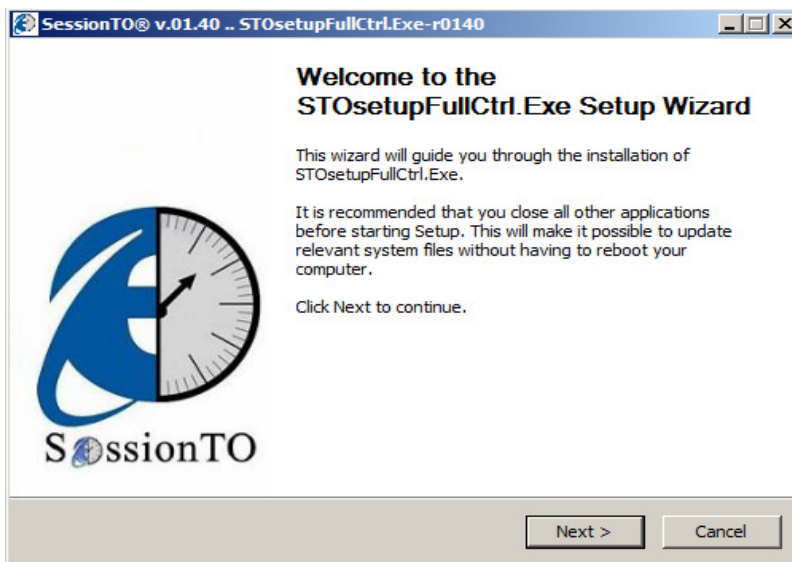 SessionTO® v.01.40 .. STOsetupFullCtrl.Exe-r0140
Welcome to the
STOsetupFullCtrl.Exe Setup Wizard
This wizard will guide you through the installation of
STOsetupFullCtrl.Exe.
It is recommended that you close all other applications
before starting Setup. This will make it possible to update
relevant system files without having to reboot your
computer.
Click Next to continue.
SessionTO
Next >
Cancel